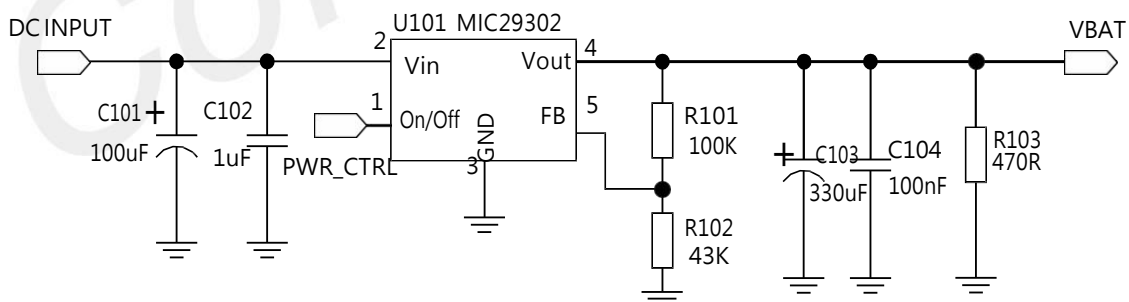 U101 MIC29302
DC INPUT
VBAT
2
4
Vin
Vout
C101
+
C102
1
5
On/Off
FB
R101
100K
GND
100uF
1uF
PWR_CTRL
3
+
C103
C104
R103
470R
330uF
100nF
R102
43K